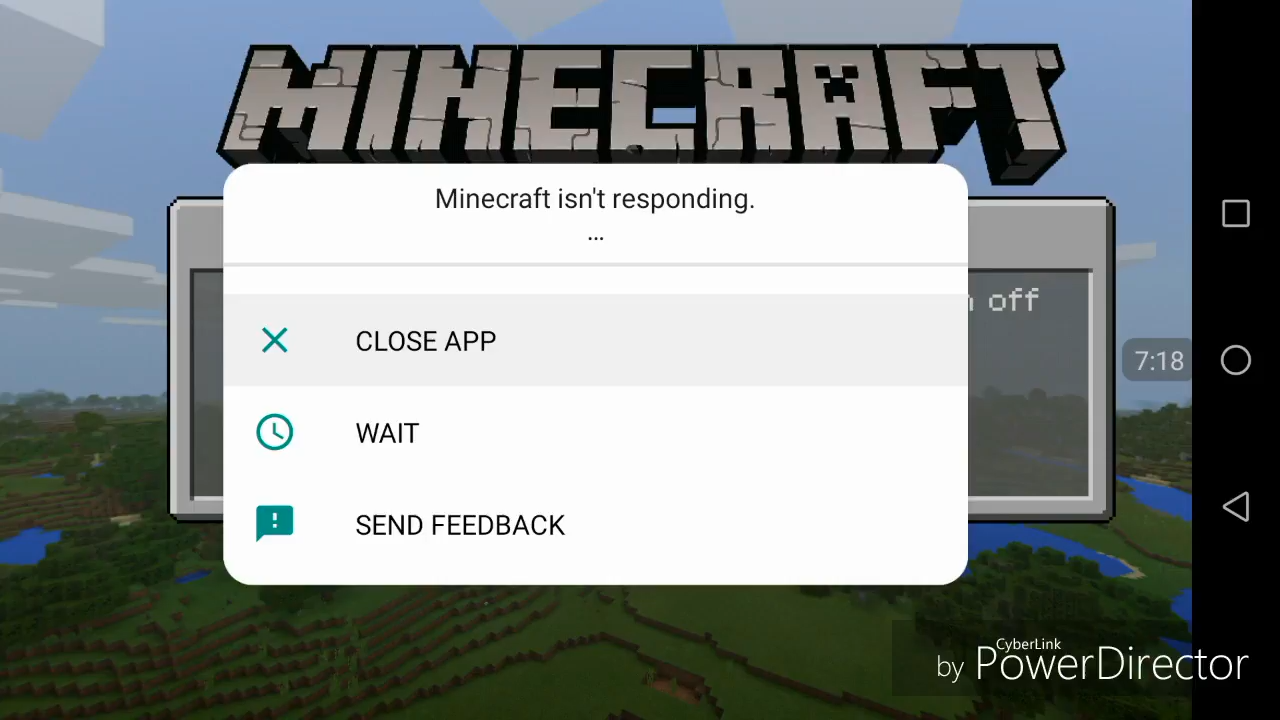 MINECRAFT
Minecraft isn't responding.
...
off
CLOSE APP
7:18
WAIT
SEND FEEDBACK
CyberLink
by PowerDirector